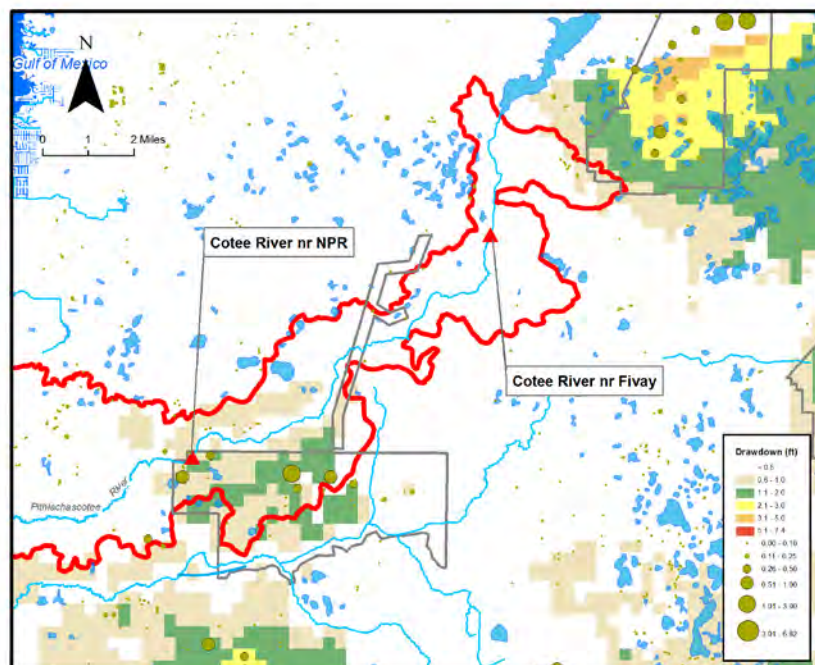 N
Gulf of Mexico
0 1 2 Miles
Cotee River nr NPR
Cotee River nr Fivay
Pithlachascotee
River
Drawdown (ft)
< 0.5
0.6 - 1.0
1.1 - 2.0
2.1 - 3.0
3.1 - 5.0
5.1 - 7.4
0.00 - 0.10
0.11 - 0.25
0.26 - 0.50
0.51 - 1.00
1.01 - 3.00
3.01 - 6.92